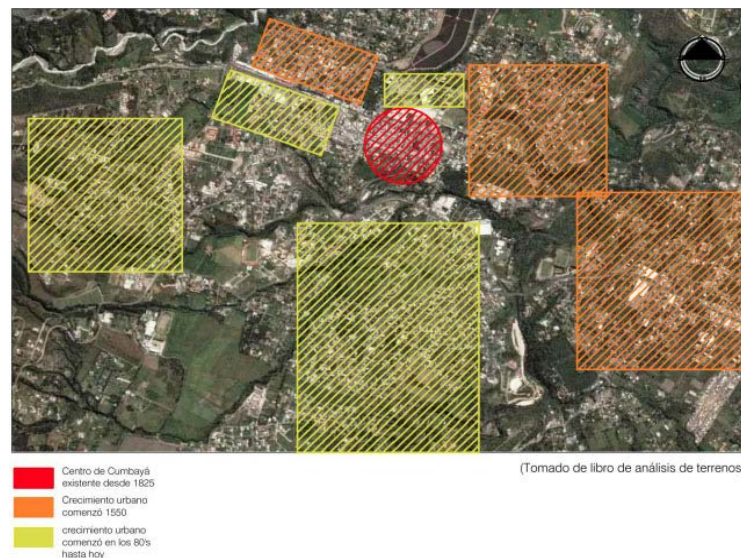 Centro de Cumbayá
existente desde 1825
(Tomado de libro de análisis de terrenos
Crecimiento urbano
comenzó 1550
crecimiento urbano
comenzó en los 80's
hasta hoy